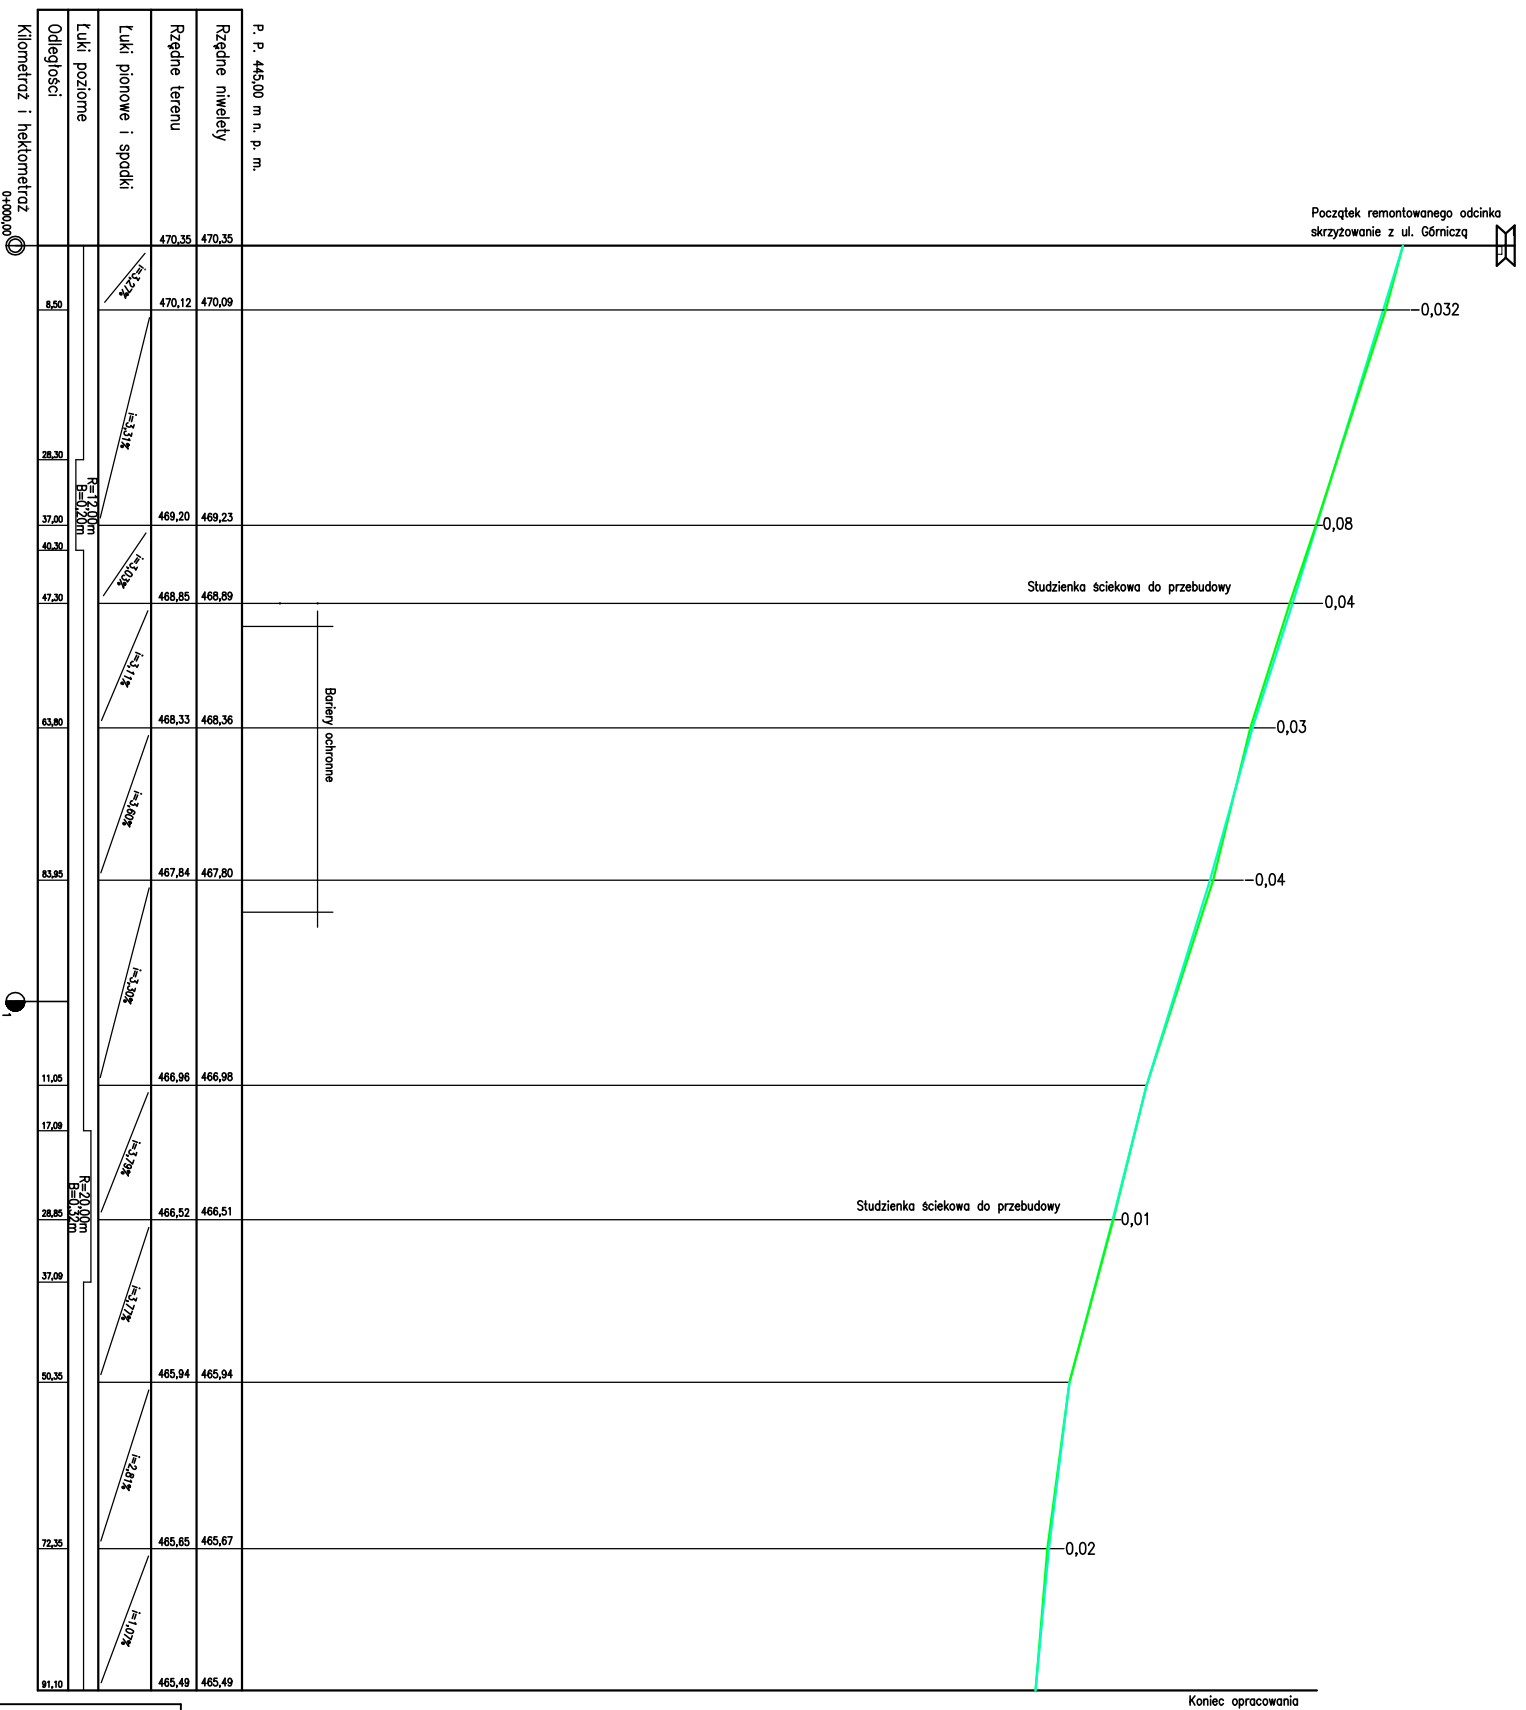 Początek remontowanego odcinka
skrzyżowanie z ul. Górniczą
-0,032
0,08
0,04
0,03
-0,04
0,01
0,02
Studzienka ściekowa do przebudowy
Studzienka ściekowa do przebudowy
Koniec opracowania
Bariery ochronne
P. P. 445,00 m n. p. m.
Rzędne niwelety
470,35
470,09
469,23
468,89
468,36
467,80
466,98
466,51
465,94
465,67
465,49
Rzędne terenu
470,35
470,12
469,20
468,85
468,33
467,84
466,96
466,52
465,94
465,65
465,49
Łuki pionowe i spadki
i=3,27%
i=3,31%
i=3,03%
i=3,11%
i=3,60%
i=3,30%
i=3,79%
i=3,77%
i=2,81%
i=1,07%
Łuki poziome
R=12,00m
B=0,20m
R=20,00m
B=0,32m
Odległości
8,50
28,30
37,00
40,30
47,30
63,80
83,95
11,05
17,09
28,85
37,09
50,35
72,35
91,10
Kilometraż i hektometraż
0+000,00
1